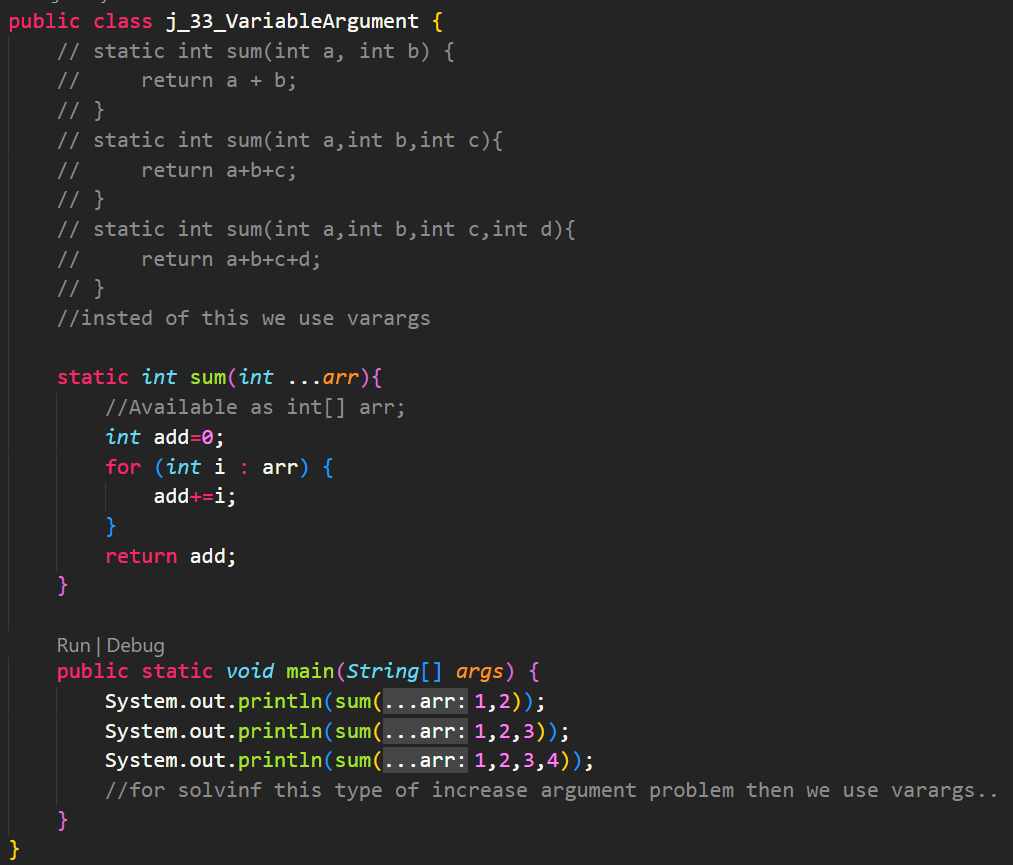 public class j_33_VariableArgument {
    // static int sum(int a, int b) {
    //     return a + b;
    // }
    // static int sum(int a,int b,int c){
    //     return a+b+c;
    // }
    // static int sum(int a,int b,int c,int d){
    //     return a+b+c+d;
    // }
    //insted of this we use varargs
    static int sum(int ...arr){
        //Available as int[] arr;
        int add=0;
        for (int i : arr) {
            add+=i;
        }
        return add;
    }
    Run | Debug
    public static void main(String[] args) {
        System.out.println(sum(...arr: 1,2));
        System.out.println(sum(...arr: 1,2,3));
        System.out.println(sum(...arr: 1,2,3,4));
        //for solvinf this type of increase argument problem then we use varargs..
    }
}